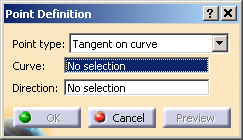 Point Definition
Point type: Tangent on curve
Curve: No selection
Direction: No selection
OK Cancel Preview